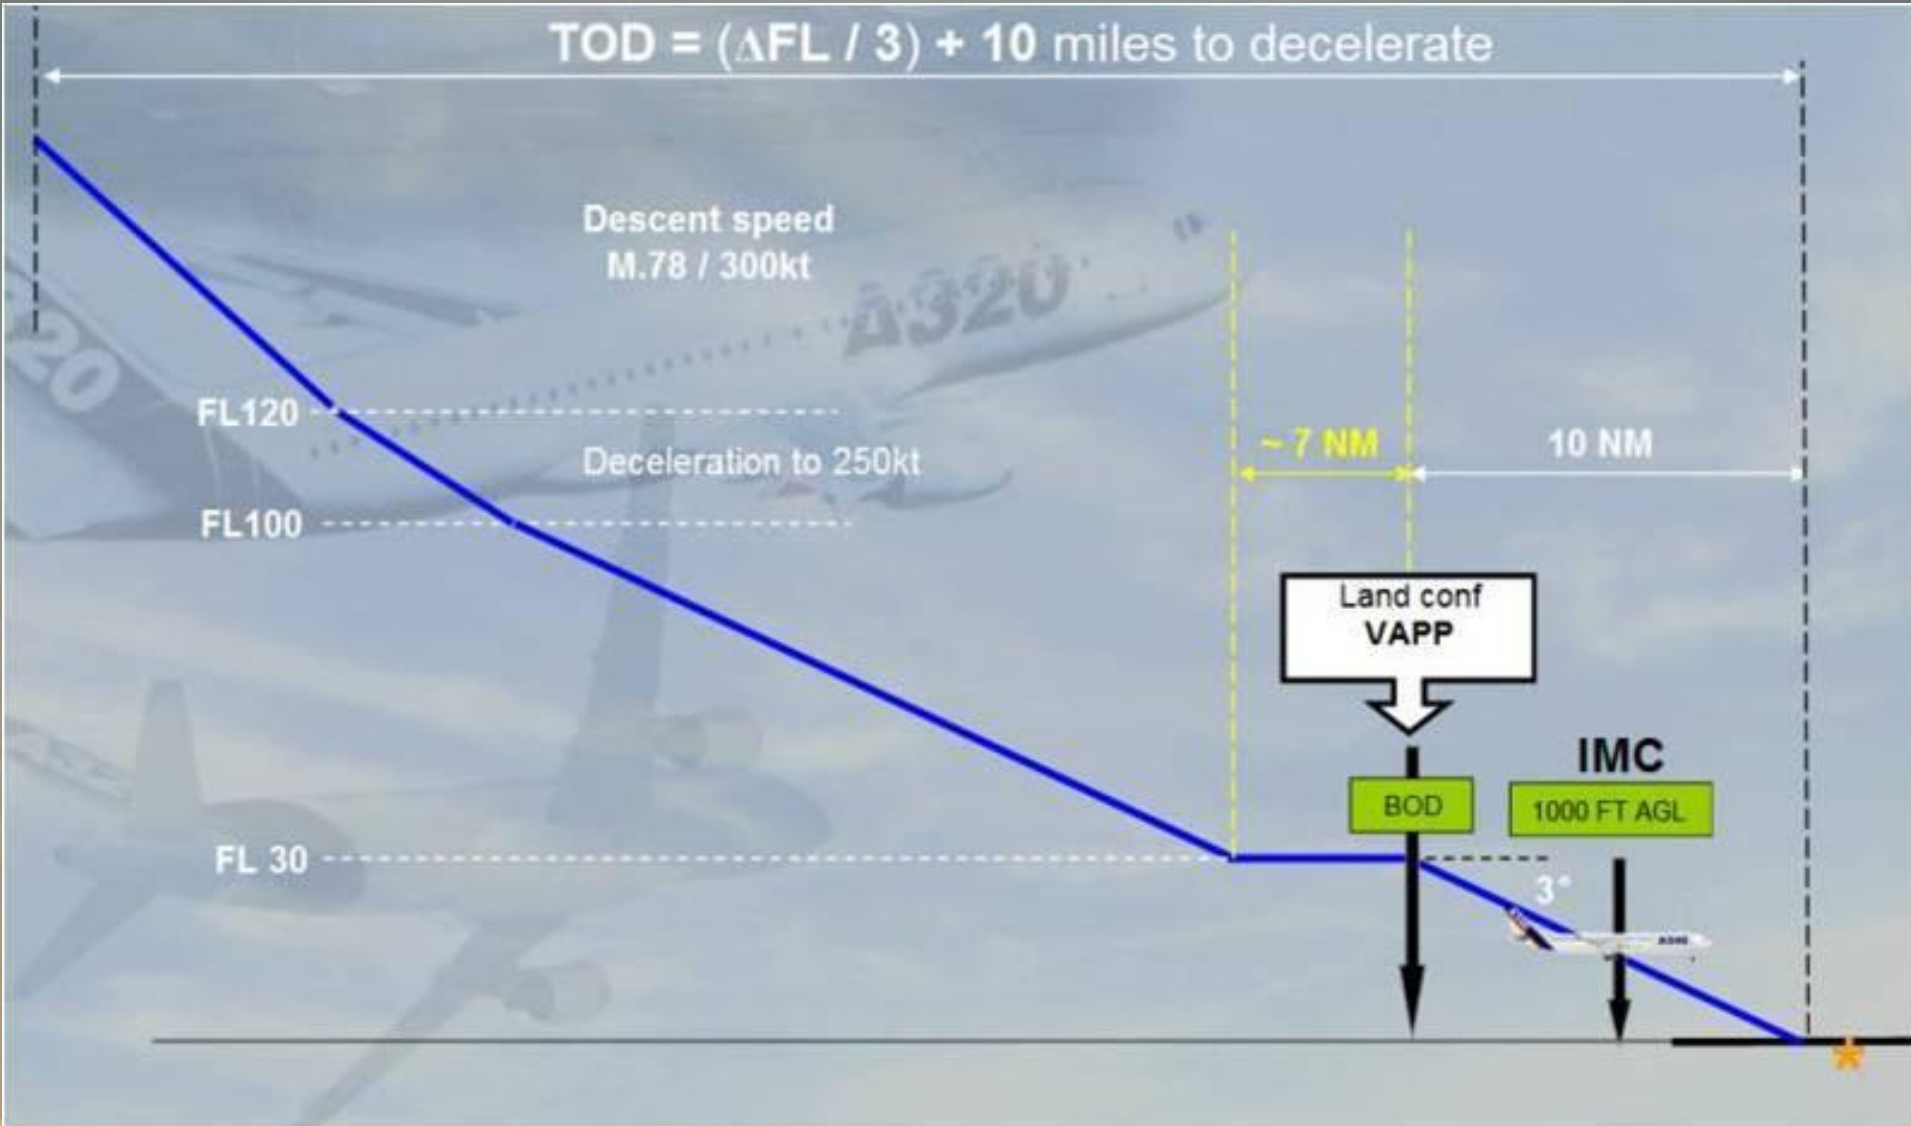 TOD = (ΔFL / 3) + 10 miles to decelerate
Descent speed
M.78 / 300kt
A320
20
FL120
Deceleration to 250kt
~ 7 NM
10 NM
FL100
Land conf
VAPP
IMC
BOD
1000 FT AGL
FL 30
3°